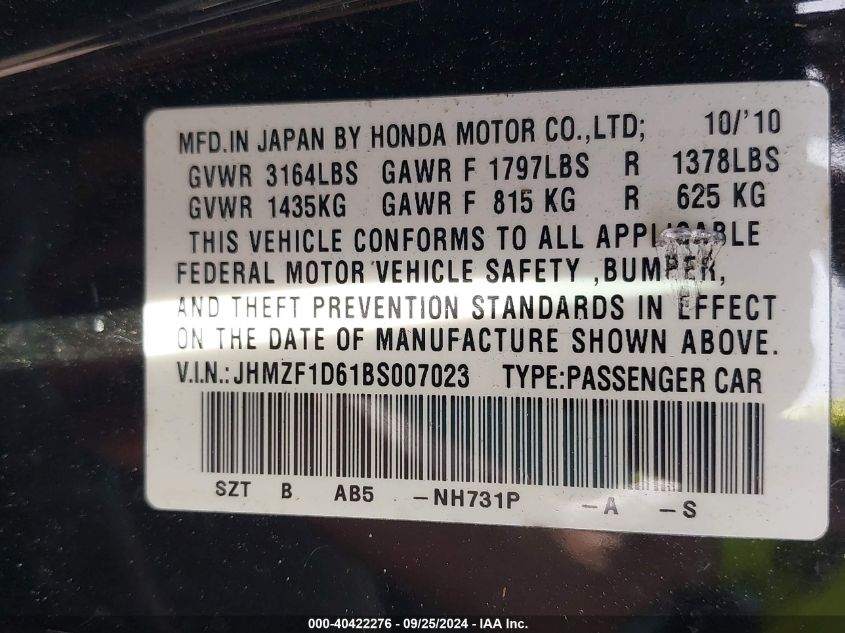 MFD.IN JAPAN BY HONDA MOTOR CO.,LTD; 10/'10
GVWR 3164LBS GAWR F 1797LBS R 1378LBS
GVWR 1435KG GAWR F 815 KG R 625 KG
THIS VEHICLE CONFORMS TO ALL APPLICABLE
FEDERAL MOTOR VEHICLE SAFETY ,BUMPER,
AND THEFT PREVENTION STANDARDS IN EFFECT
ON THE DATE OF MANUFACTURE SHOWN ABOVE.
V.I.N.:JHMZF1D61BS007023 TYPE:PASSENGER CAR
SZT B AB5 -NH731P -A -S
000-40422276 - 09/25/2024 - IAA Inc.